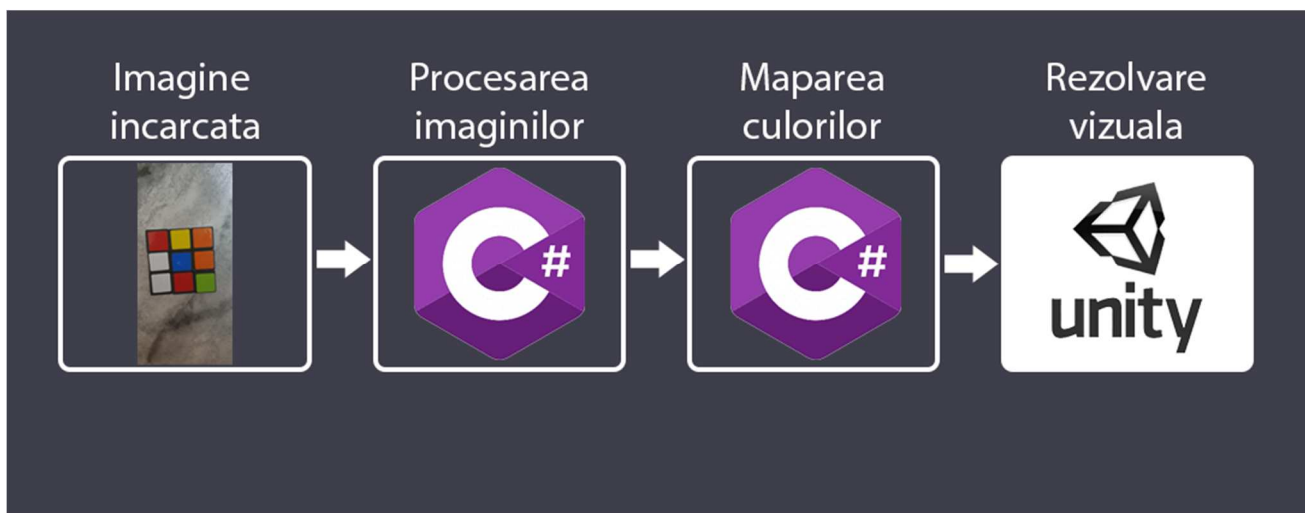 Imagine
incarcata
Procesarea
imaginilor
Maparea
culorilor
Rezolvare
vizuala
C#
C#
unity